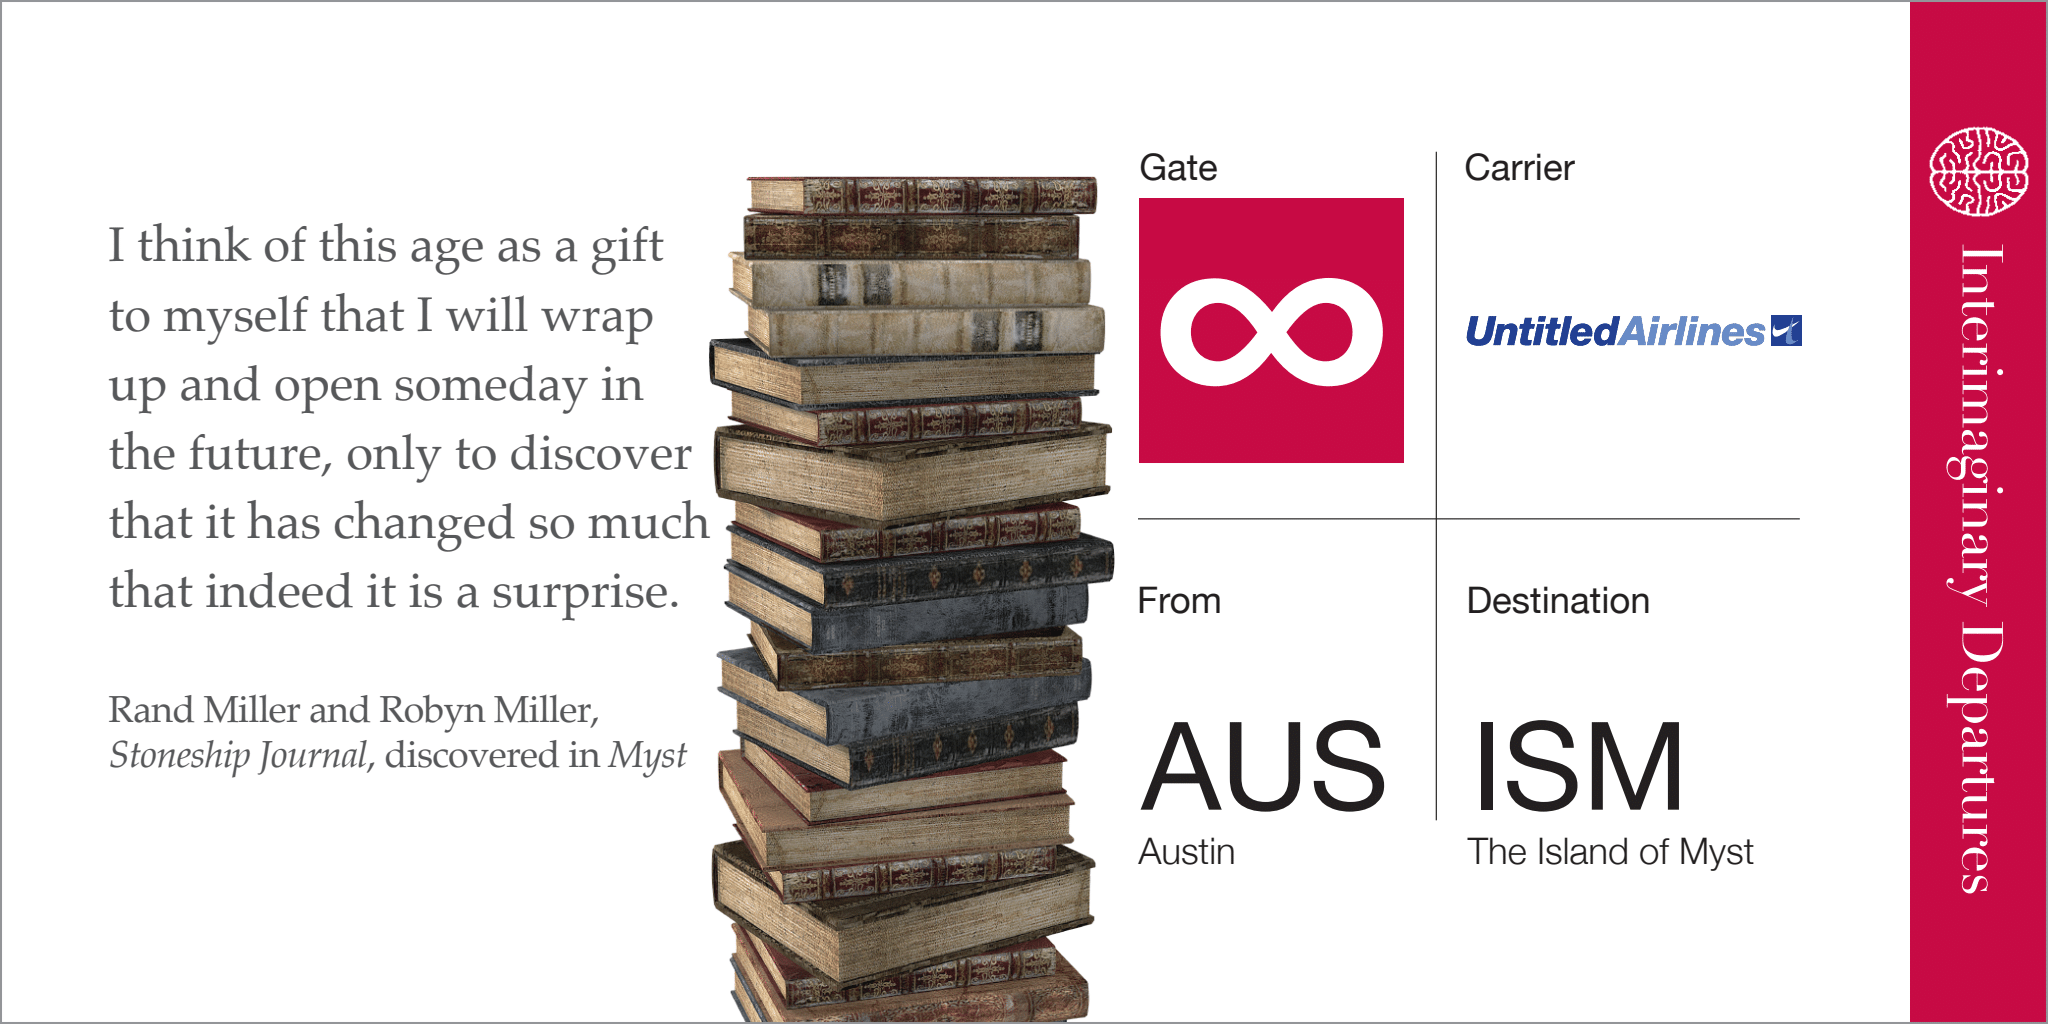 I think of this age as a gift
to myself that I will wrap
up and open someday in
the future, only to discover
that it has changed so much
that indeed it is a surprise.
Rand Miller and Robyn Miller,
Stoneship Journal, discovered in Myst
Gate
∞
Carrier
UntitledAirlines
From
AUS
Austin
Destination
ISM
The Island of Myst
Interimaginary Departures